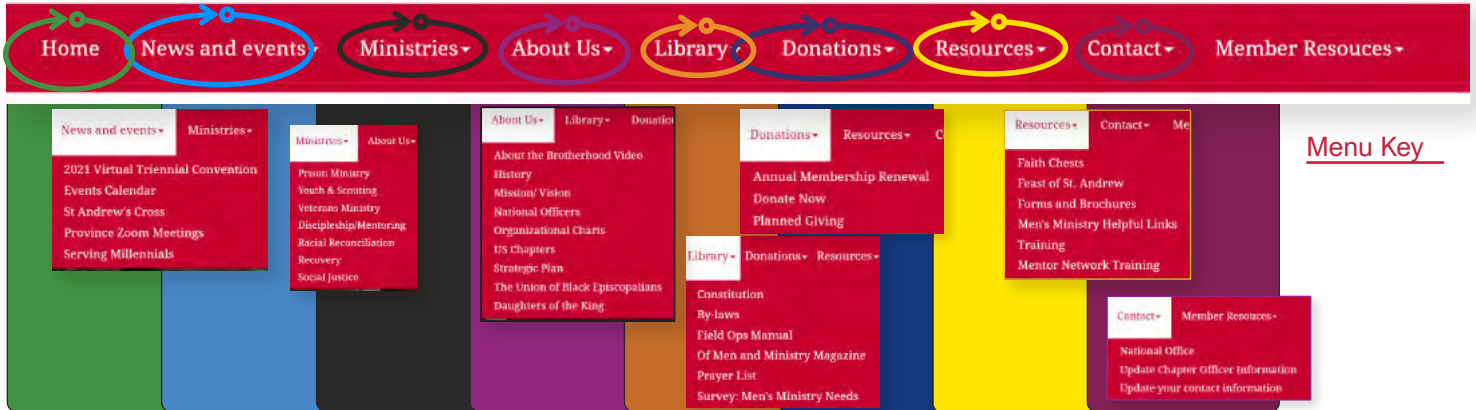 Home News and events Ministries About Us Library Donations Resources Contact Member Resouces
News and events Ministries
2021 Virtual Triennial Convention
Events Calendar
St Andrew's Cross
Province Zoom Meetings
Serving Millennials
Ministries About Us
Prison Ministry
Youth & Scouting
Veterans Ministry
Discipleship/Mentoring
Racial Reconciliation
Recovery
Social Justice
About Us Library Donation
About the Brotherhood Video
History
Mission/ Vision
National Officers
Organizational Charts
US Chapters
Strategic Plan
The Union of Black Episcopalians
Daughters of the King
Donations Resources C
Annual Membership Renewal
Donate Now
Planned Giving
Library Donations Resources
Constitution
By-laws
Field Ops Manual
Of Men and Ministry Magazine
Prayer List
Survey: Men's Ministry Needs
Resources Contact Me
Faith Chests
Feast of St. Andrew
Forms and Brochures
Men's Ministry Helpful Links
Training
Mentor Network Training
Contact Member Resouces
National Office
Update Chapter Officer Information
Update your contact information
Menu Key